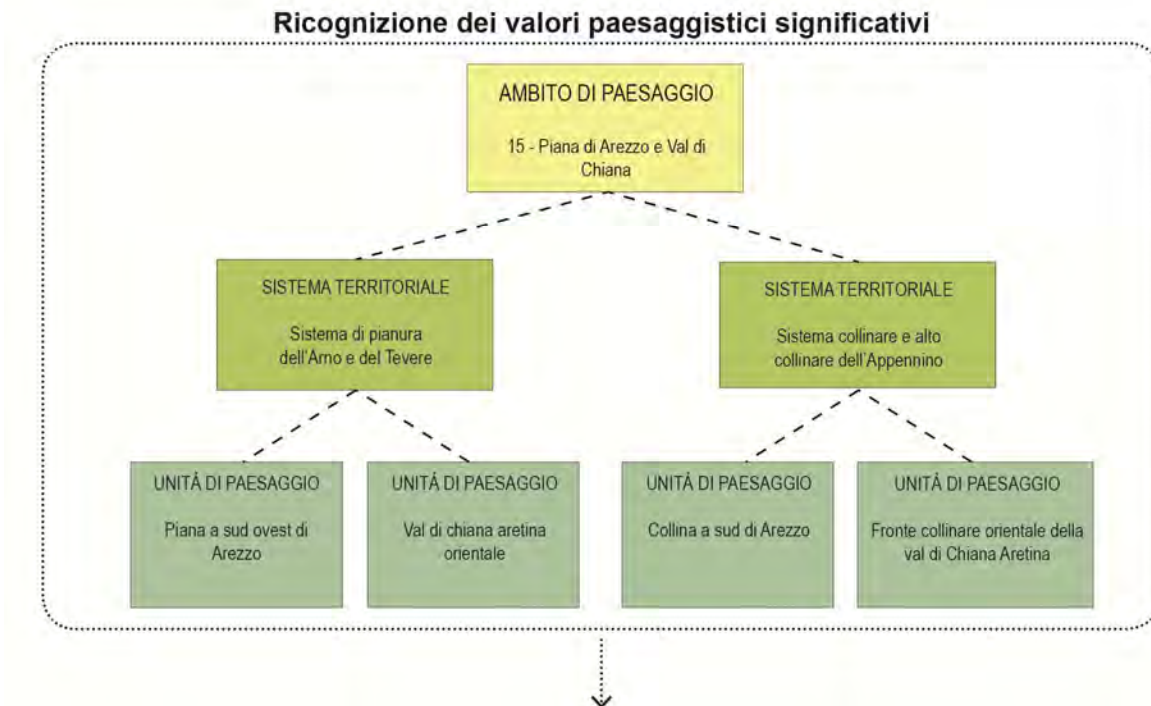 Ricognizione dei valori paesaggistici significativi
AMBITO DI PAESAGGIO
15 - Piana di Arezzo e Val di
Chiana
SISTEMA TERRITORIALE
Sistema di pianura
dell'Arno e del Tevere
SISTEMA TERRITORIALE
Sistema collinare e alto
collinare dell'Appennino
UNITÁ DI PAESAGGIO
Piana a sud ovest di
Arezzo
UNITÁ DI PAESAGGIO
Val di chiana aretina
orientale
UNITÁ DI PAESAGGIO
Collina a sud di Arezzo
UNITÁ DI PAESAGGIO
Fronte collinare orientale della
val di Chiana Aretina